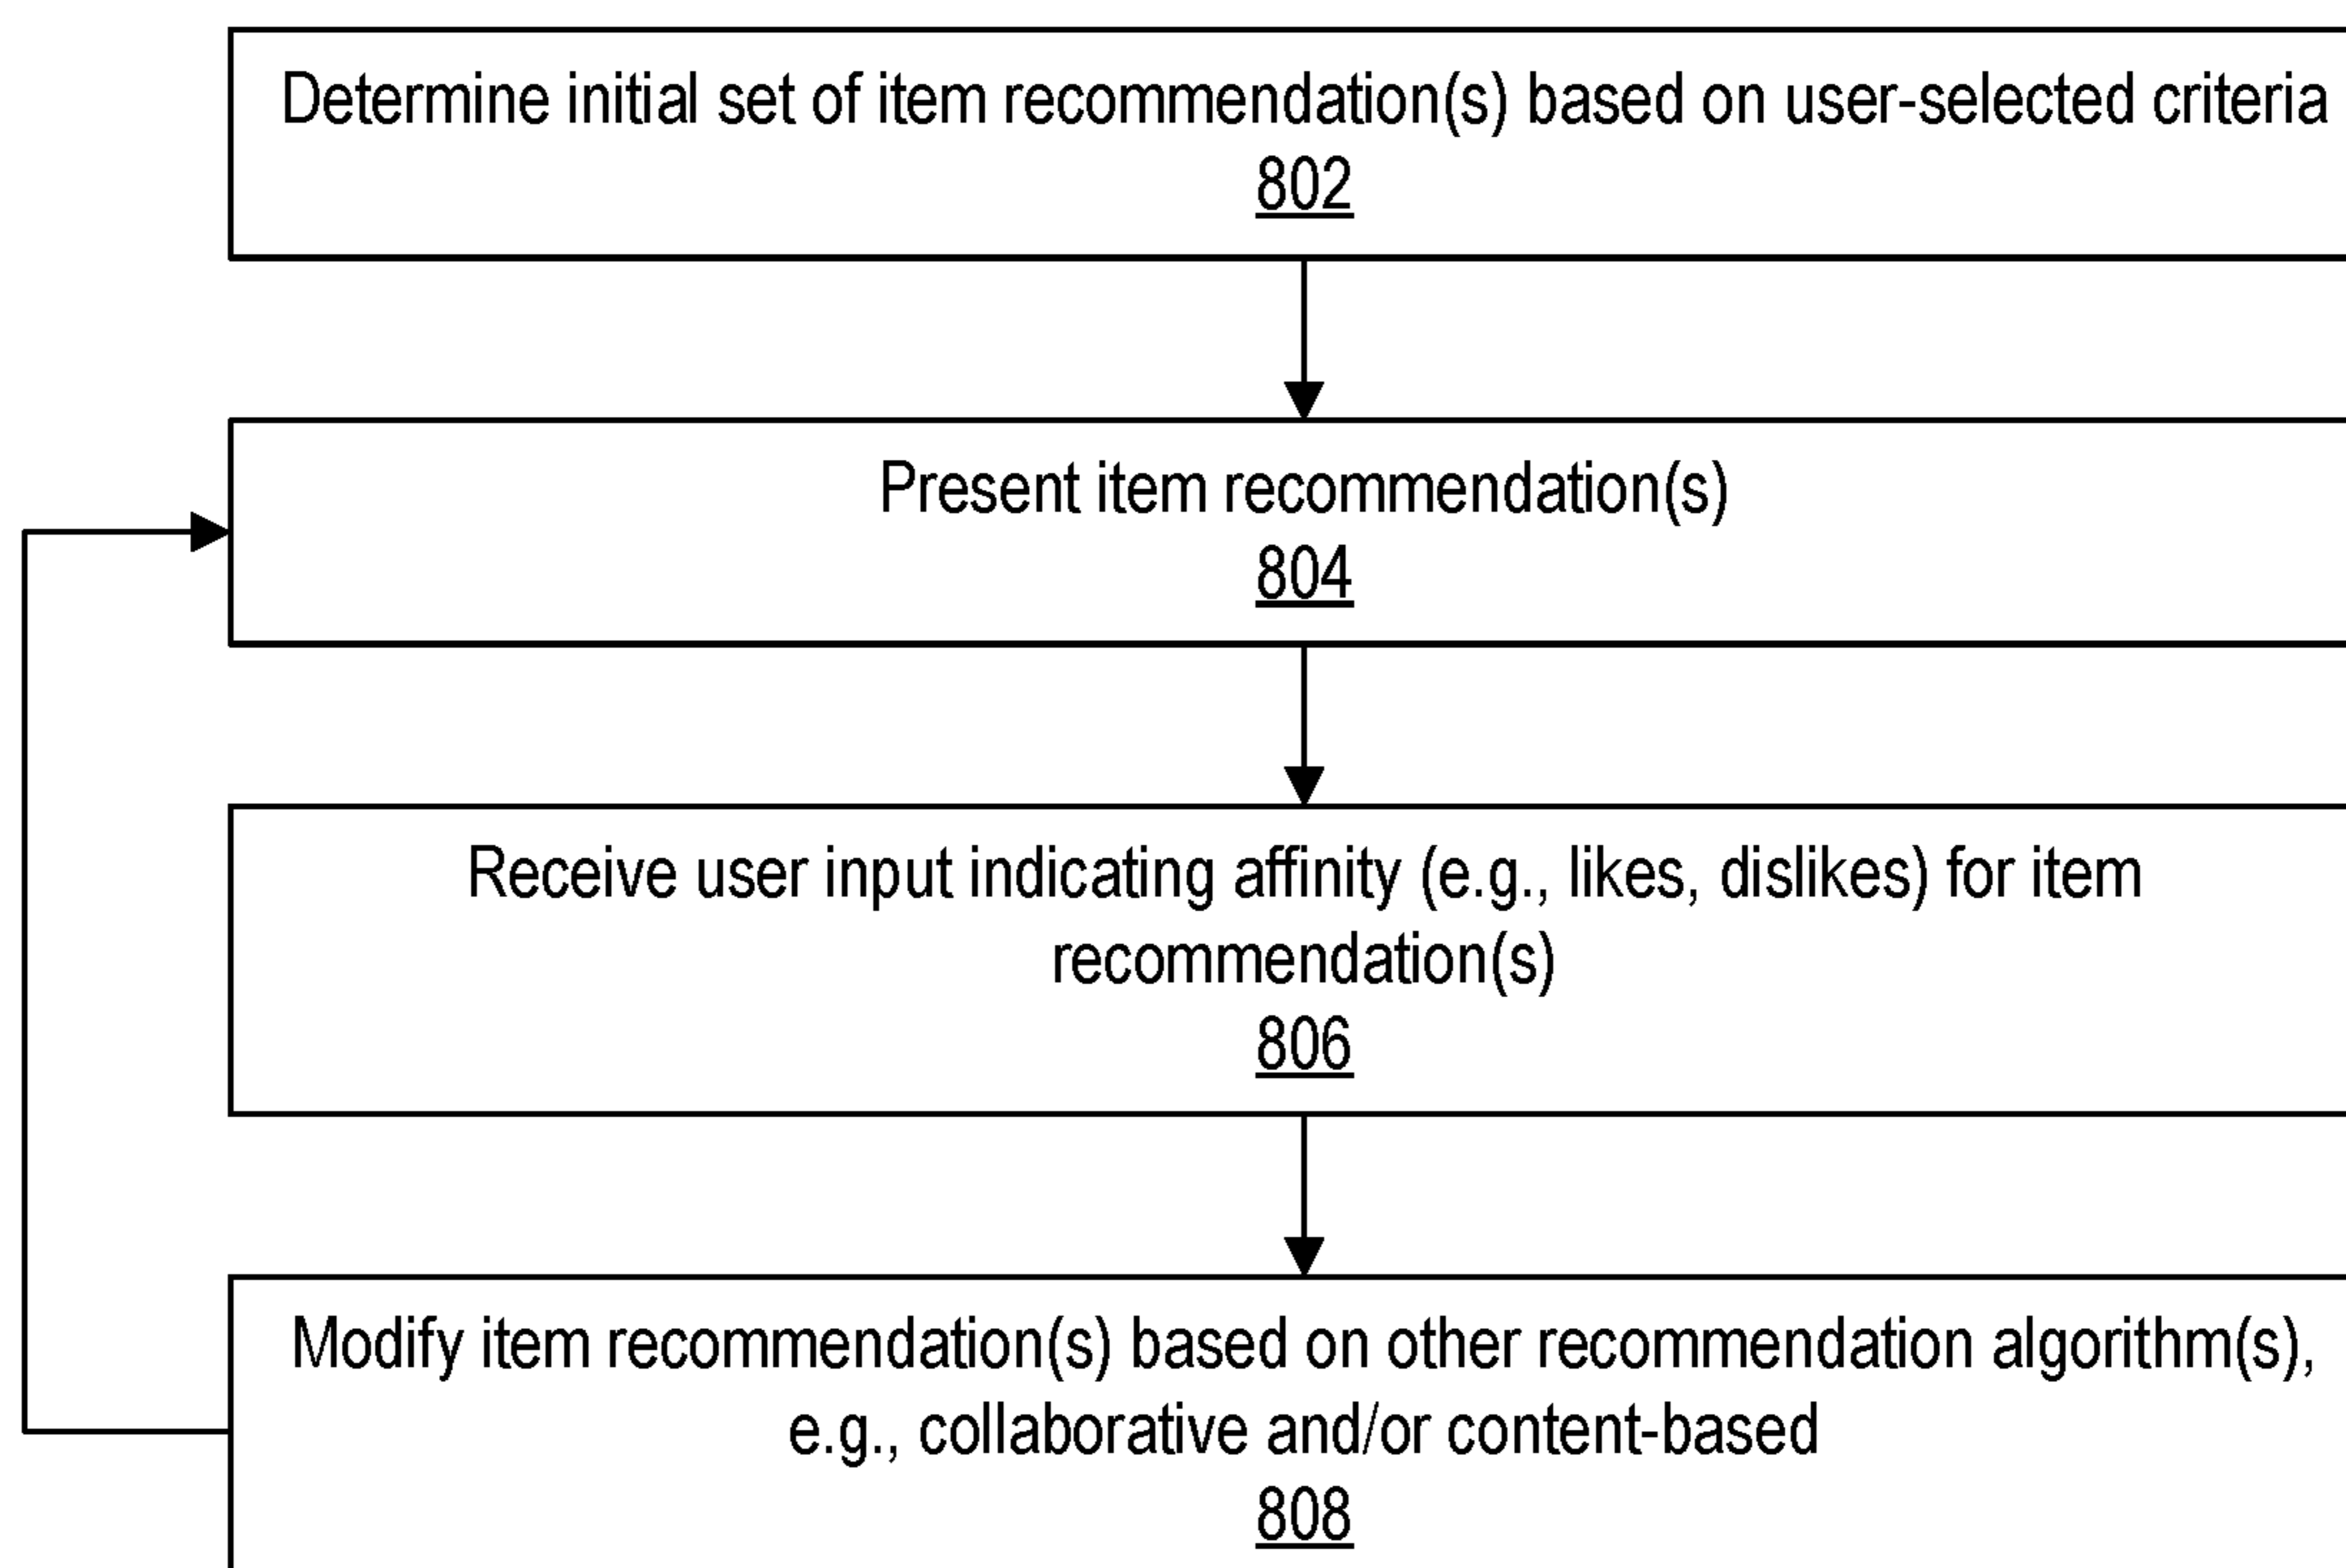 Determine initial set of item recommendation(s) based on user-selected criteria
802
Present item recommendation(s)
804
Receive user input indicating affinity (e.g., likes, dislikes) for item
recommendation(s)
806
Modify item recommendation(s) based on other recommendation algorithm(s),
e.g., collaborative and/or content-based
808